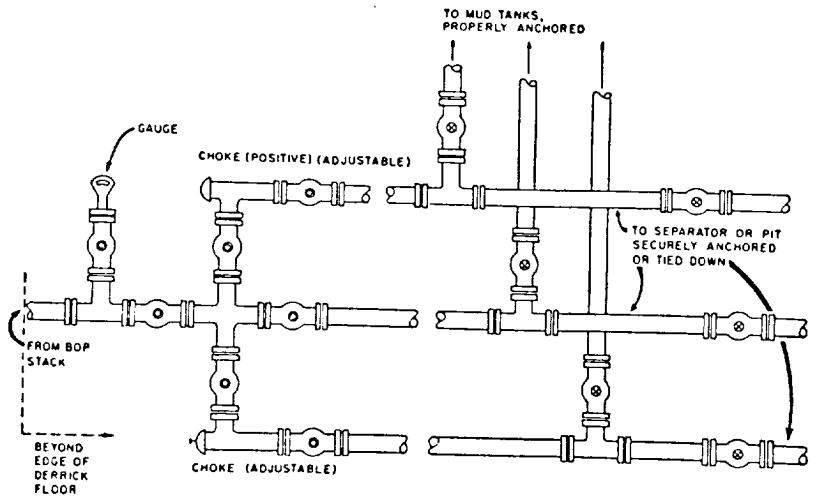 TO MUD TANKS,
PROPERLY ANCHORED
GAUGE
CHOKE (POSITIVE) (ADJUSTABLE)
TO SEPARATOR OR PIT
SECURELY ANCHORED
OR TIED DOWN
FROM BOP
STACK
BEYOND
EDGE OF
DERRICK
FLOOR
CHOKE (ADJUSTABLE)